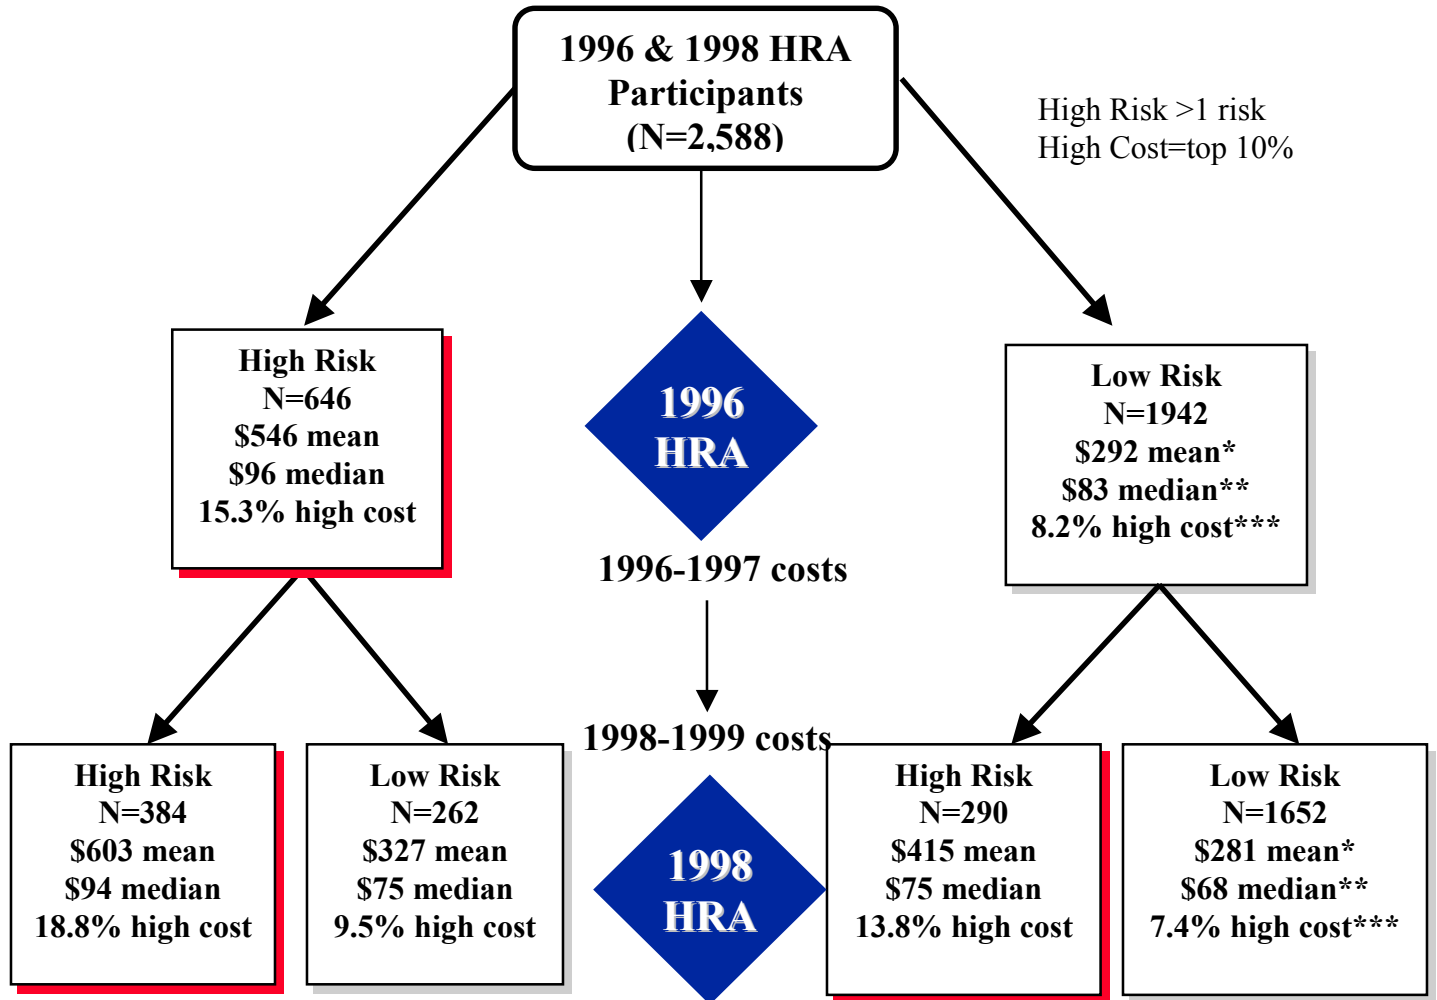 1996 & 1998 HRA
Participants
(N=2,588)
High Risk >1 risk
High Cost=top 10%
High Risk
N=646
$546 mean
$96 median
15.3% high cost
1996
HRA
1996-1997 costs
Low Risk
N=1942
$292 mean*
$83 median**
8.2% high cost***
1998-1999 costs
High Risk
N=384
$603 mean
$94 median
18.8% high cost
Low Risk
N=262
$327 mean
$75 median
9.5% high cost
1998
HRA
High Risk
N=290
$415 mean
$75 median
13.8% high cost
Low Risk
N=1652
$281 mean*
$68 median**
7.4% high cost***